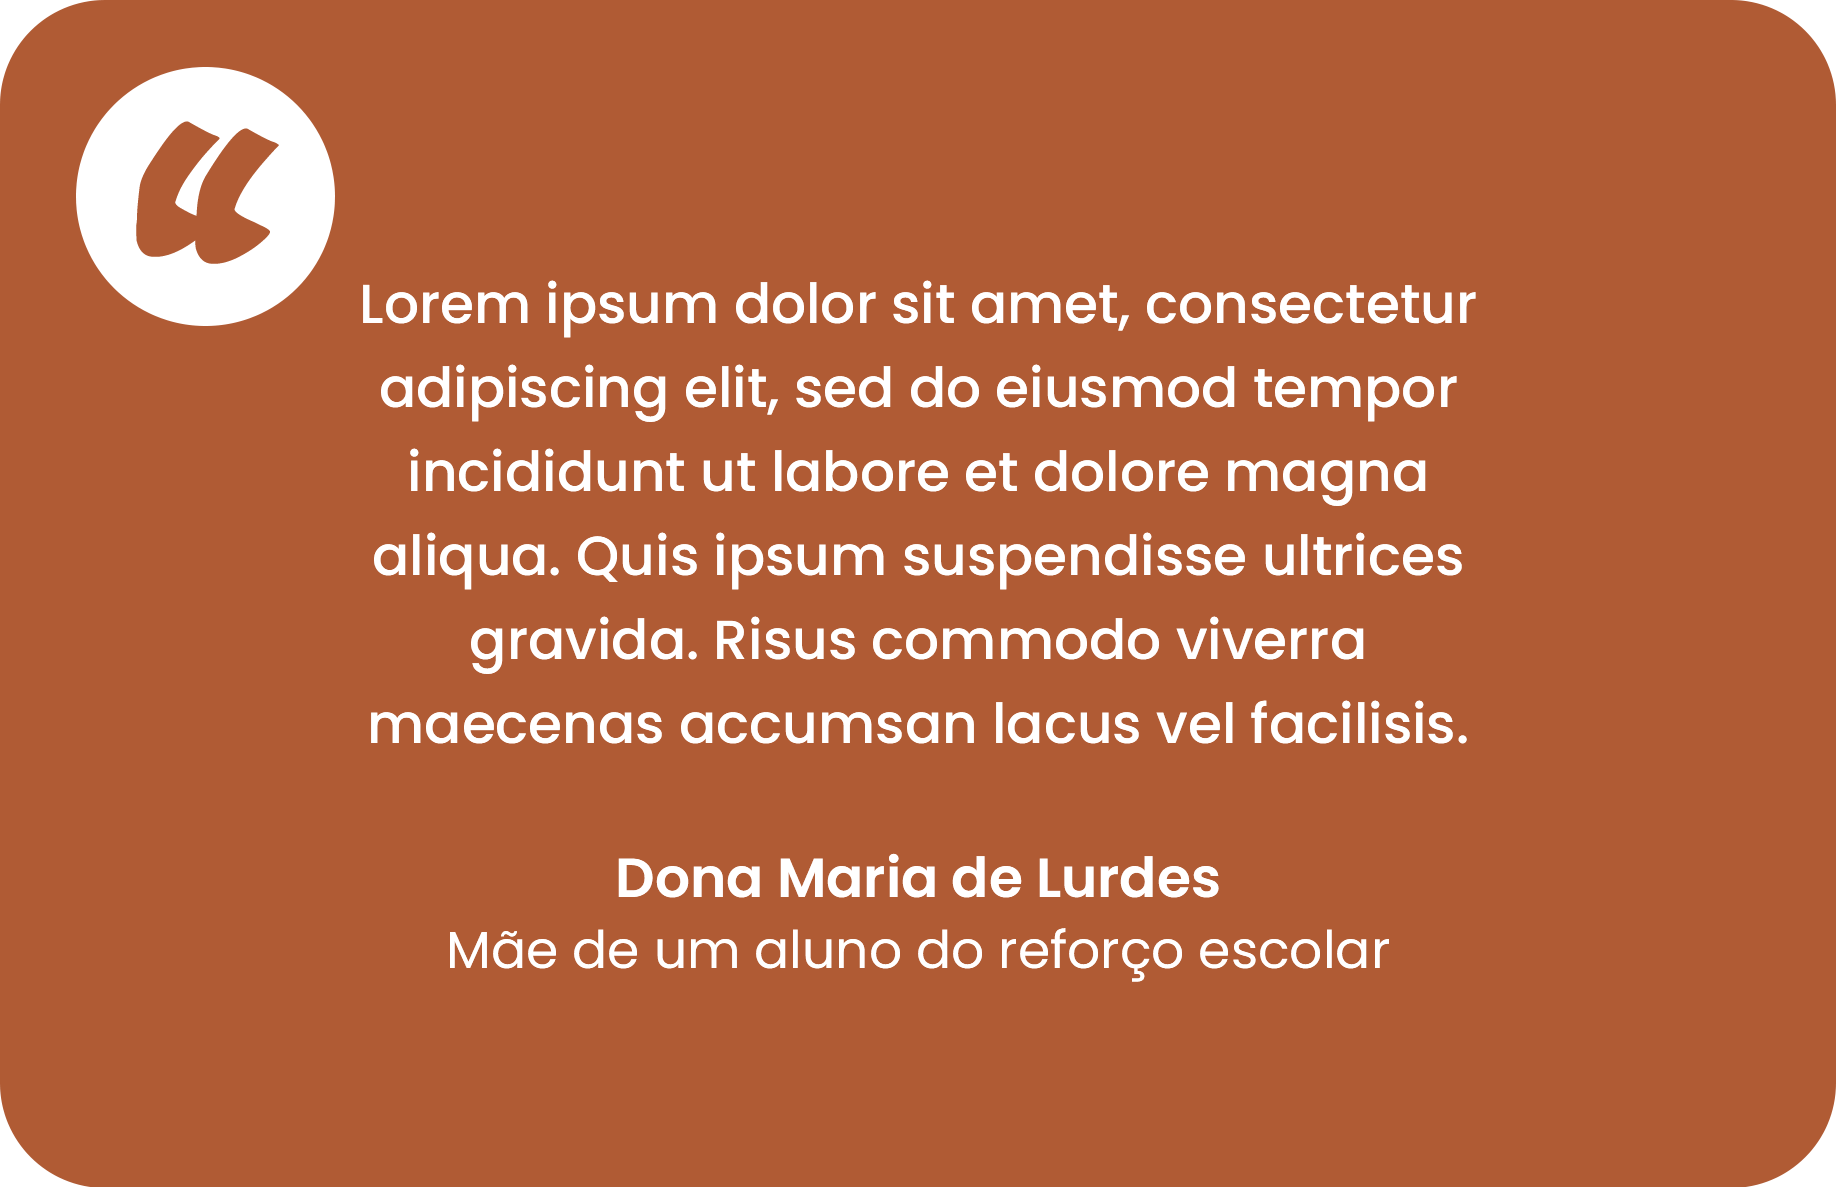 “
Lorem ipsum dolor sit amet, consectetur
adipiscing elit, sed do eiusmod tempor
incididunt ut labore et dolore magna
aliqua. Quis ipsum suspendisse ultrices
gravida. Risus commodo viverra
maecenas accumsan lacus vel facilisis.
Dona Maria de Lurdes
Mãe de um aluno do reforço escolar